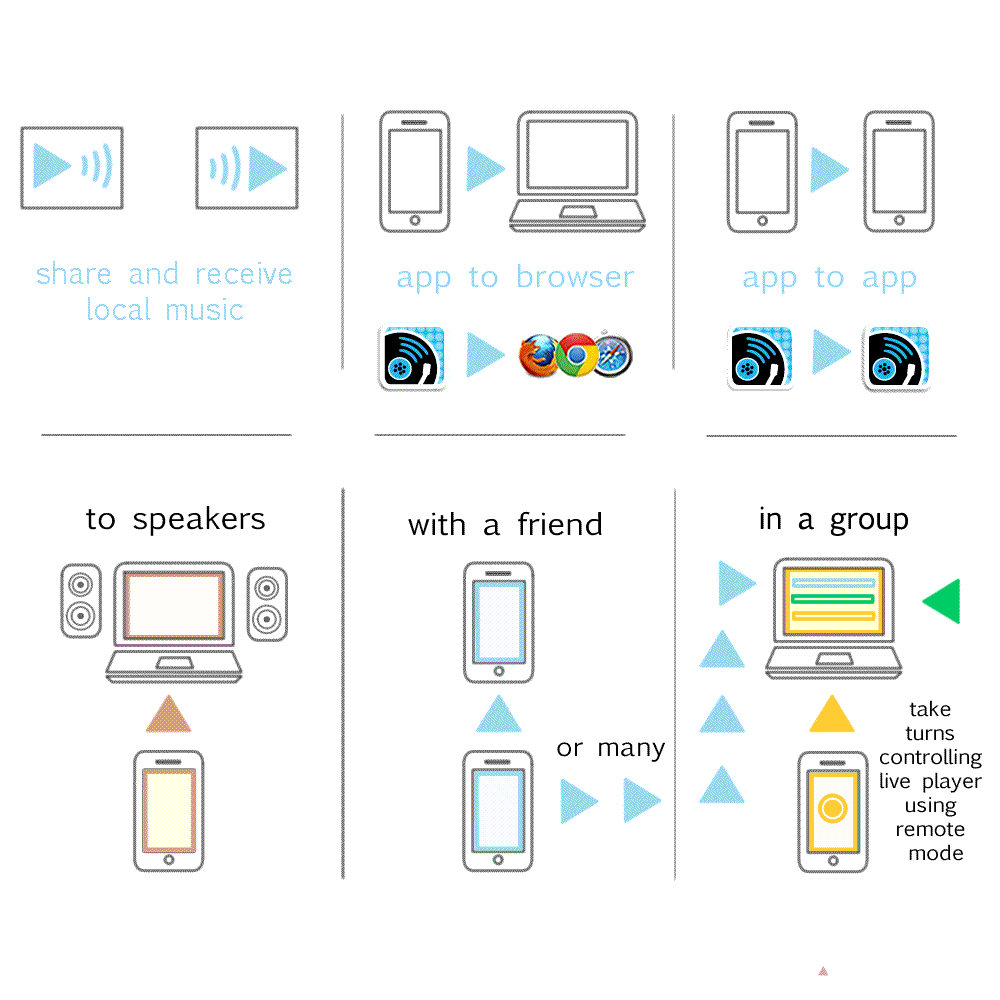 share and receive
local music
app to browser
app to app
to speakers
with a friend
or many
in a group
take
turns
controlling
live player
using
remote
mode